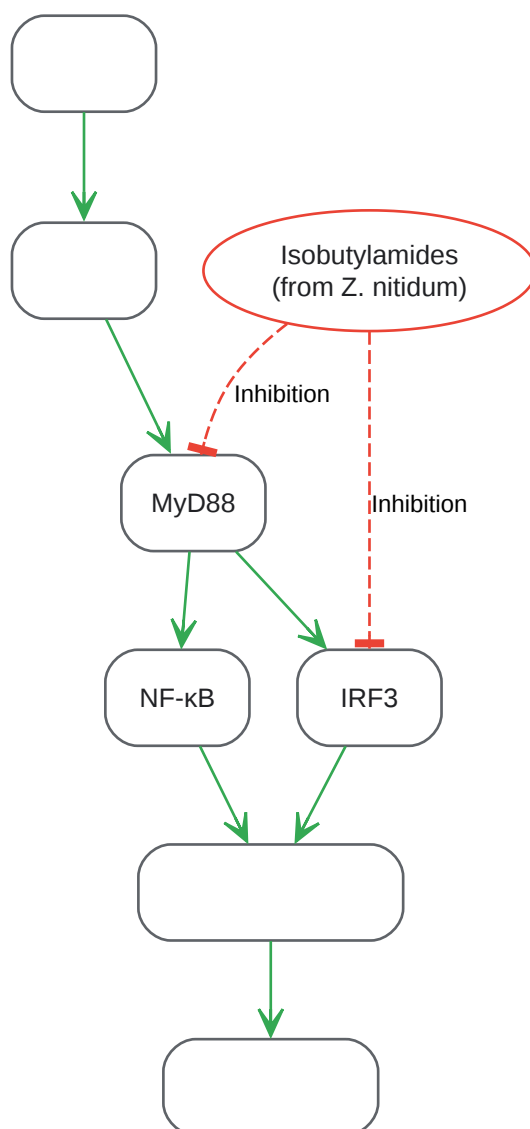 Isobutylamides
(from Z. nitidum)
Inhibition
MyD88
Inhibition
NF-κB
IRF3